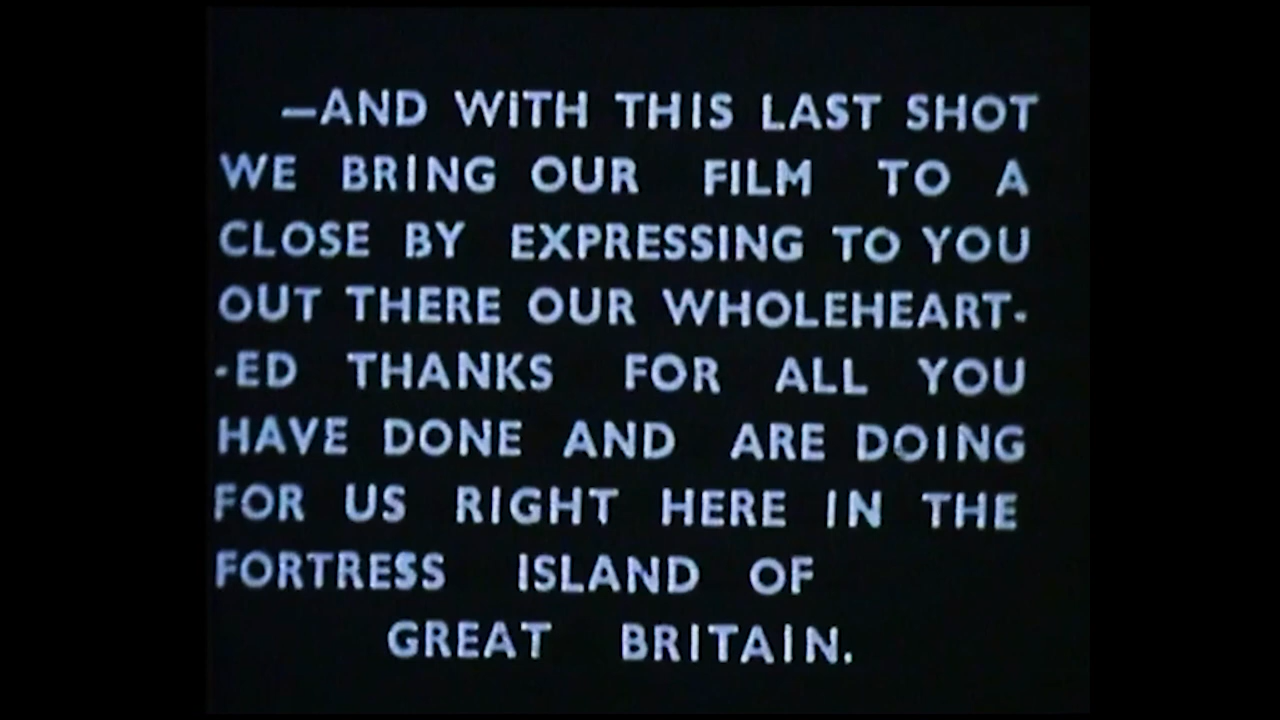 —AND WiTH THIS LAST SHOT
WE BRING OUR FILM TO A
CLOSE BY EXPRESSING TO YOU
OUT THERE OUR WHOLEHEART-
-ED THANKS FOR ALL YOU
HAVE DONE AND ARE DOING
FOR US RIGHT HERE IN THE
FORTRESS ISLAND OF
GREAT BRITAIN.